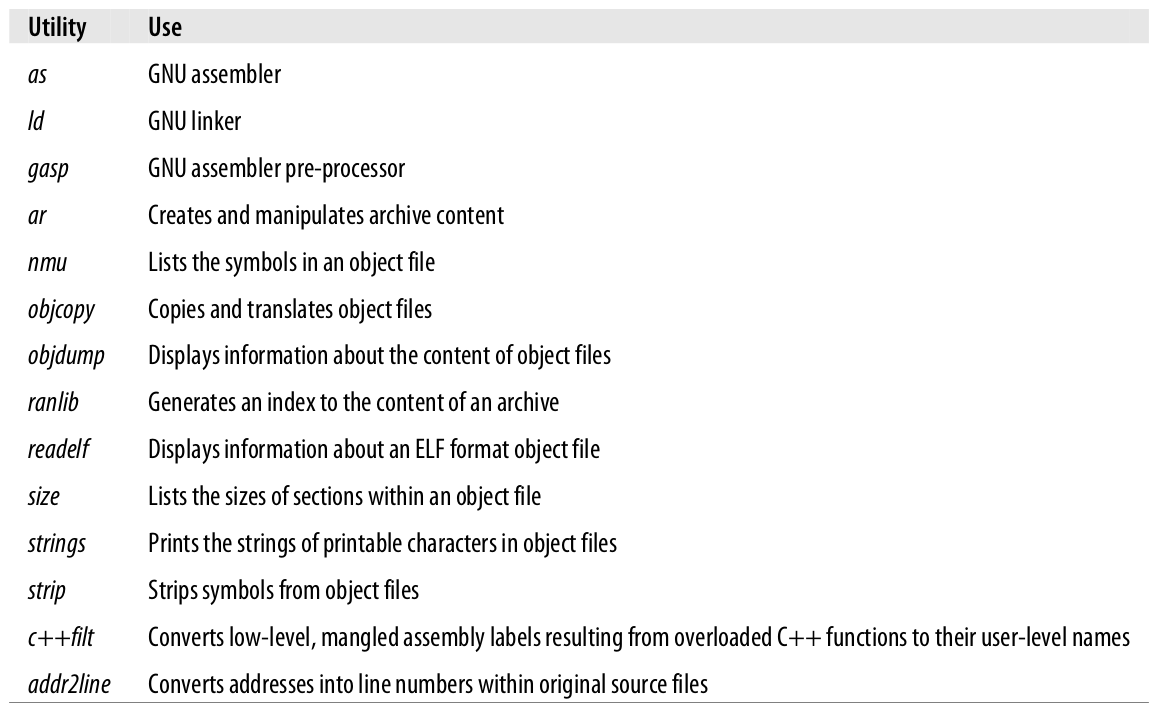 Utility Use
as GNU assembler
ld GNU linker
gasp GNU assembler pre-processor
ar Creates and manipulates archive content
nmu Lists the symbols in an object file
objcopy Copies and translates object files
objdump Displays information about the content of object files
ranlib Generates an index to the content of an archive
readelf Displays information about an ELF format object file
size Lists the sizes of sections within an object file
strings Prints the strings of printable characters in object files
strip Strips symbols from object files
c++filt Converts low-level, mangled assembly labels resulting from overloaded C++ functions to their user-level names
addr2line Converts addresses into line numbers within original source files